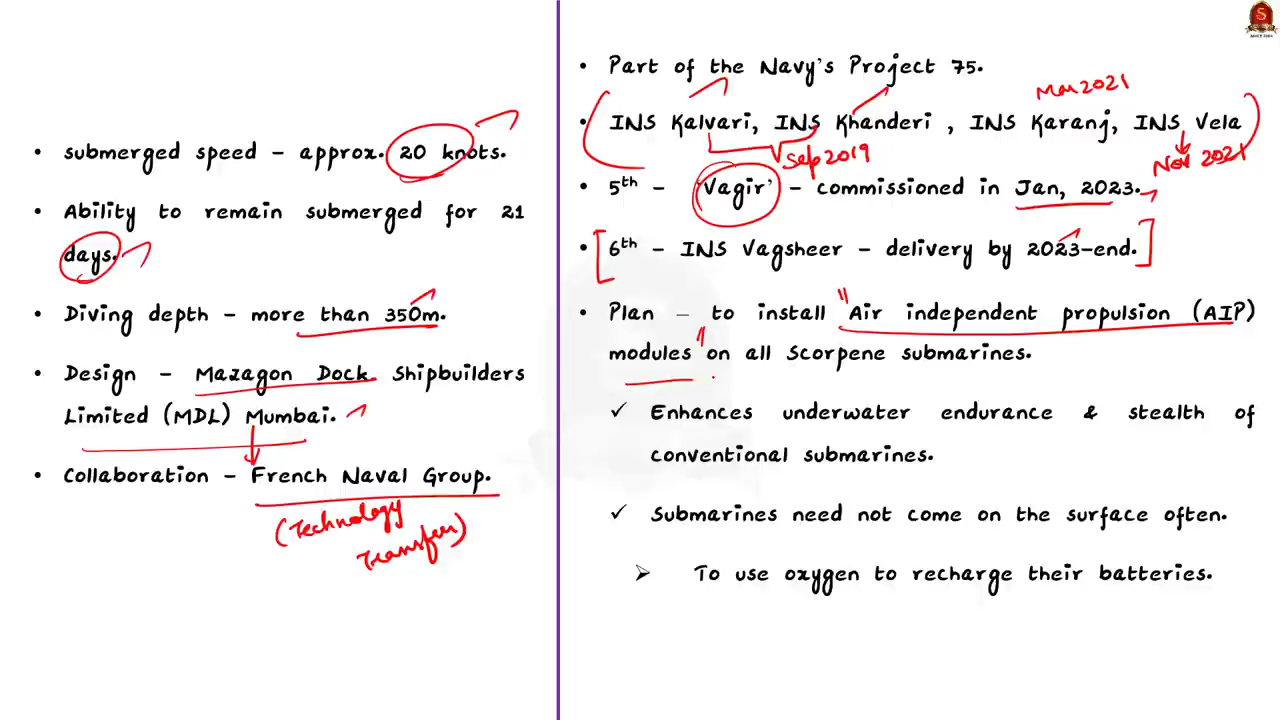 • submerged speed – approx. 20 knots.
• Ability to remain submerged for 21
days.
• Diving depth – more than 350m.
• Design – Mazagon Dock Shipbuilders
Limited (MDL) Mumbai.
• Collaboration – French Naval Group.
(Technology
Transfer)
• Part of the Navy's Project 75.
Mar 2021
• INS Kalvari, INS Khanderi , INS Karanj, INS Vela
Sep 2019
Nov 2021
• 5th – Vagir' – commissioned in Jan, 2023.
• 6th – INS Vagsheer – delivery by 2023-end.
• Plan – to install "Air independent propulsion (AIP)
modules" on all Scorpene submarines.
✓ Enhances underwater endurance & stealth of
conventional submarines.
✓ Submarines need not come on the surface often.
➢ To use oxygen to recharge their batteries.